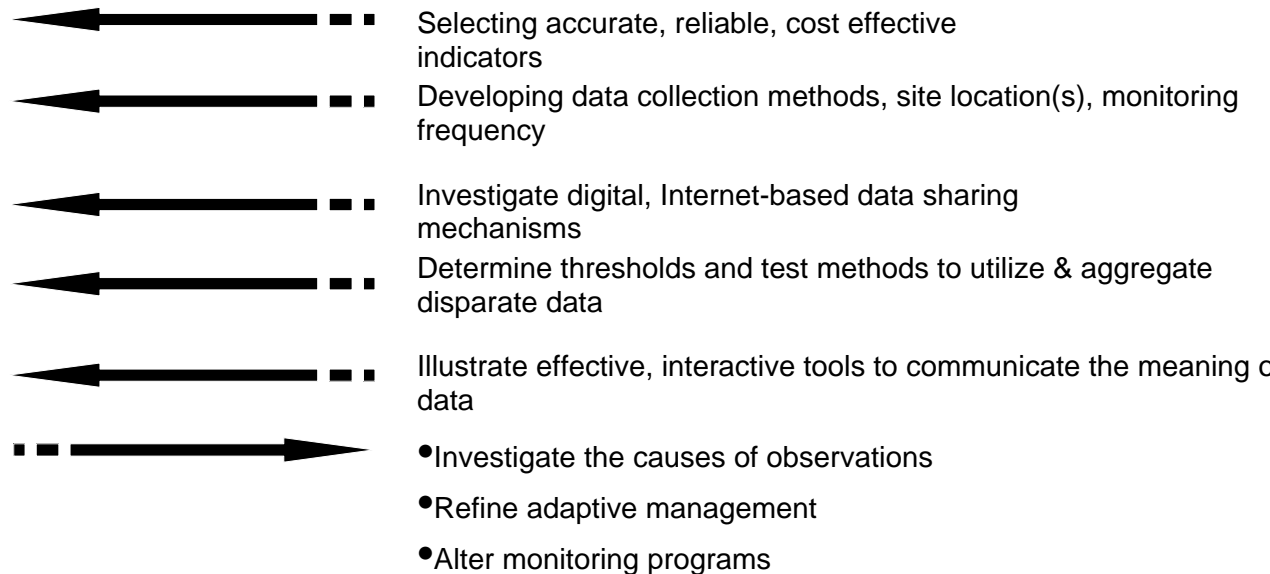 Selecting accurate, reliable, cost effective
indicators
Developing data collection methods, site location(s), monitoring
frequency
Investigate digital, Internet-based data sharing
mechanisms
Determine thresholds and test methods to utilize & aggregate
disparate data
Illustrate effective, interactive tools to communicate the meaning
data
•Investigate the causes of observations
•Refine adaptive management
•Alter monitoring programs